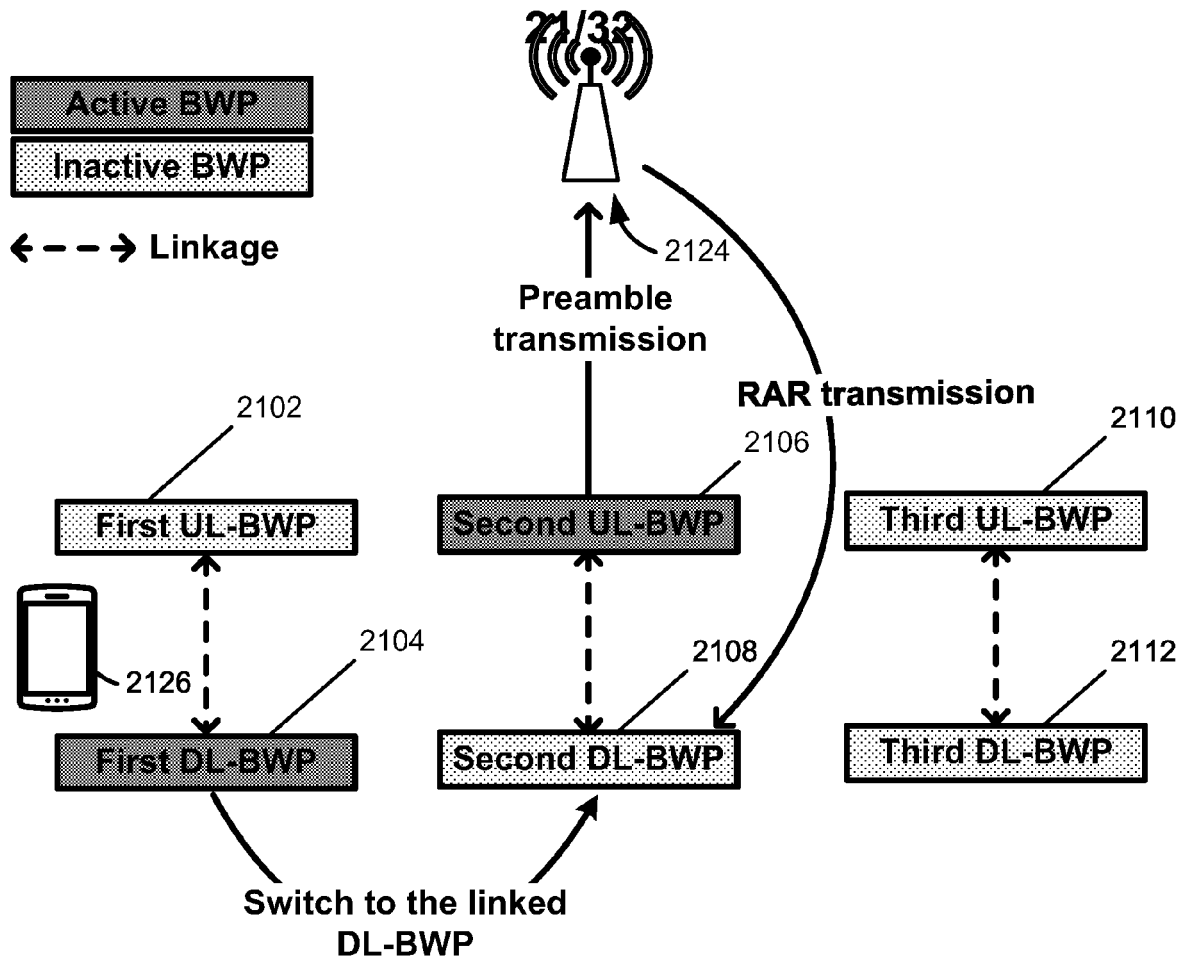 21/32
Active BWP
Inactive BWP
Linkage
2124
Preamble
transmission
RAR transmission
2102
2106
2110
First UL-BWP
Second UL-BWP
Third UL-BWP
2126
2104
2108
2112
First DL-BWP
Second DL-BWP
Third DL-BWP
Switch to the linked
DL-BWP